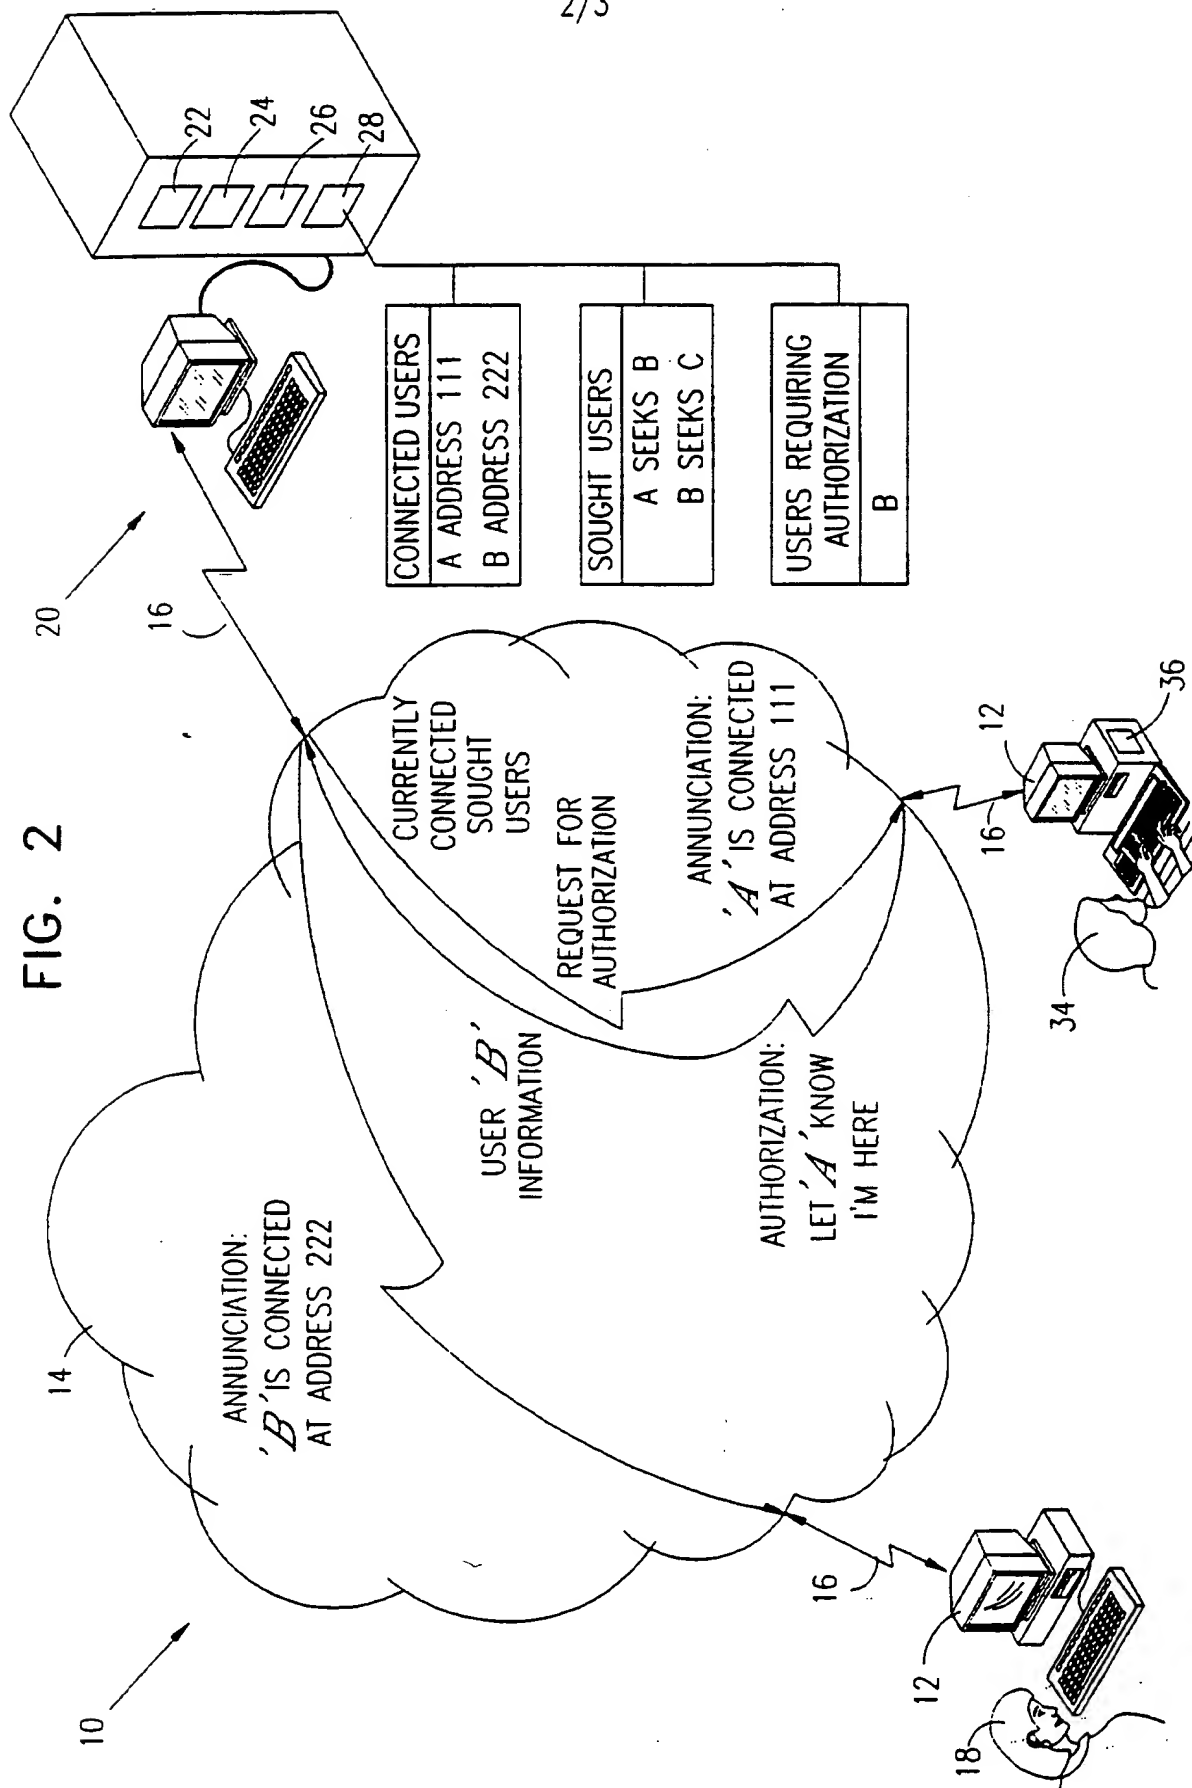 2/3
FIG. 2
10
14
20
16
22
24
26
28
CONNECTED USERS
A ADDRESS 111
B ADDRESS 222
SOUGHT USERS
A SEEKS B
B SEEKS C
USERS REQUIRING
AUTHORIZATION
B
ANNUNCIATION:
'B' IS CONNECTED
AT ADDRESS 222
USER 'B'
INFORMATION
CURRENTLY
CONNECTED
SOUGHT
USERS
REQUEST FOR
AUTHORIZATION
ANNUNCIATION:
'A' IS CONNECTED
AT ADDRESS 111
AUTHORIZATION:
LET 'A' KNOW
I'M HERE
16
12
18
34
16
12
36